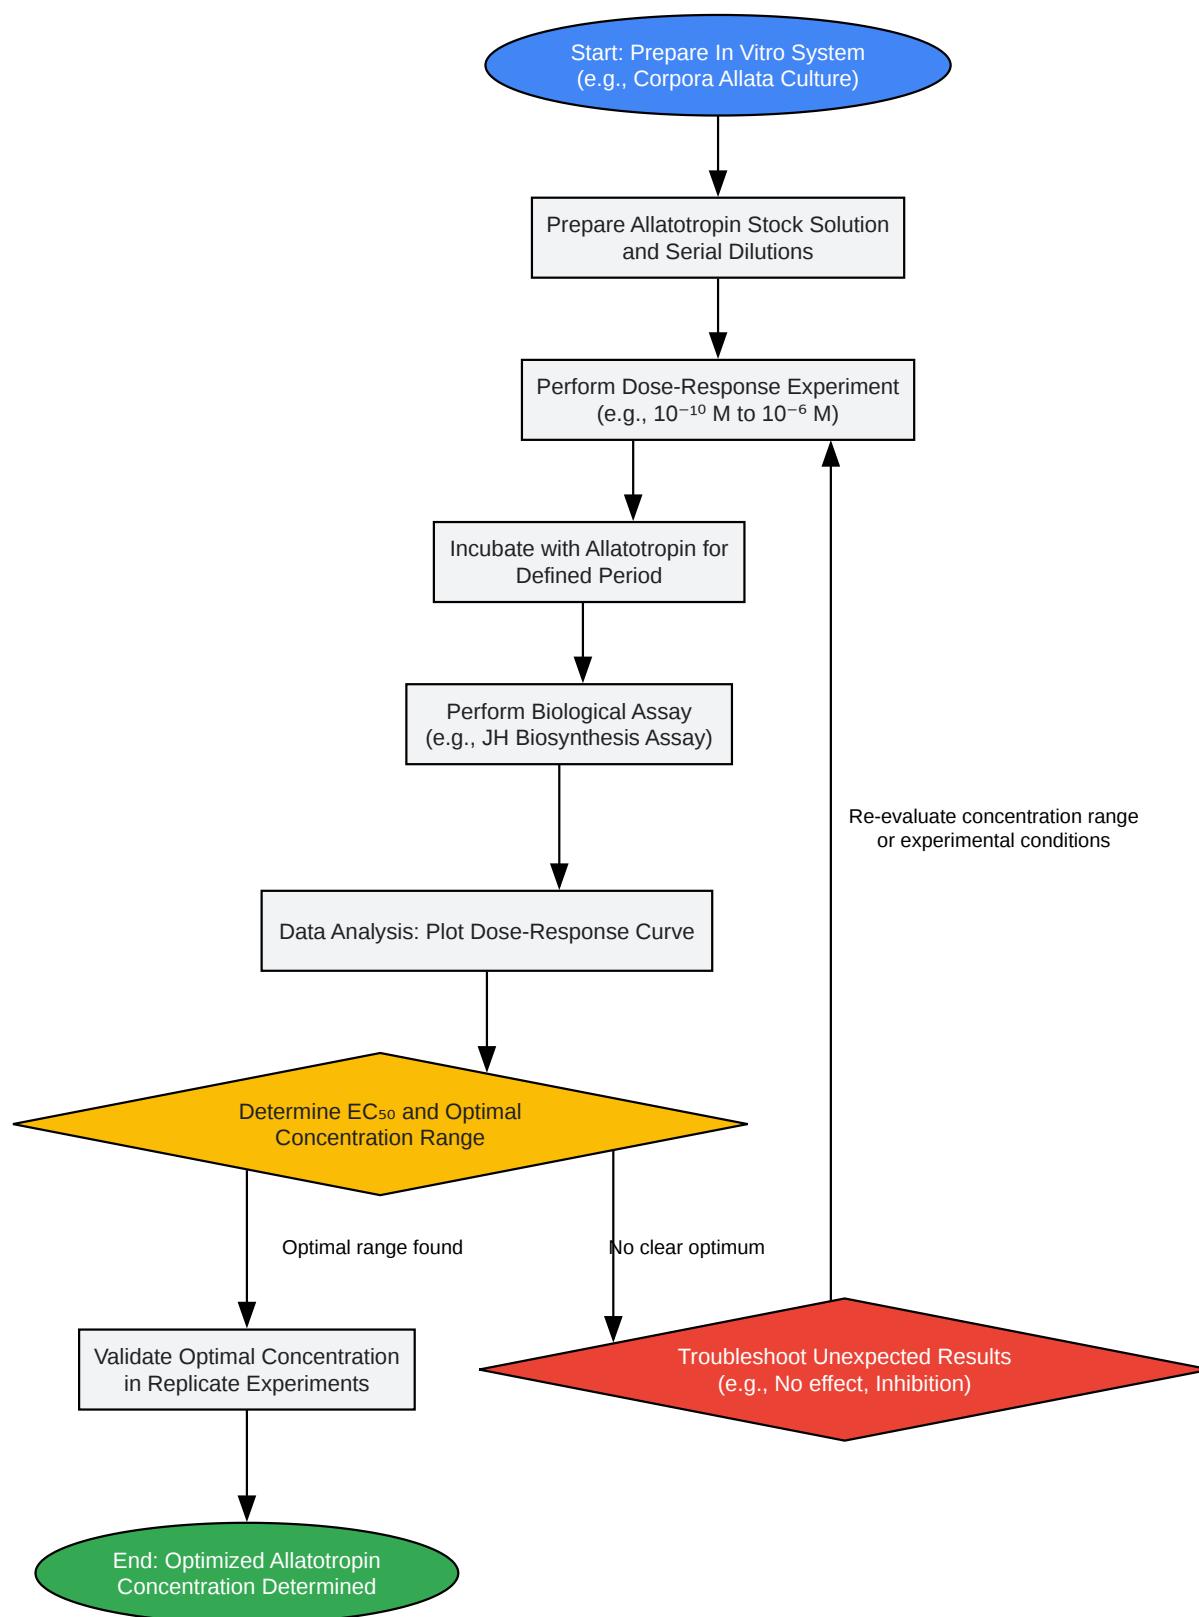 Start: Prepare In Vitro System
(e.g., Corpora Allata Culture)
Prepare Allatotropin Stock Solution
and Serial Dilutions
Perform Dose-Response Experiment
(e.g., 10⁻¹⁰ M to 10⁻⁶ M)
Incubate with Allatotropin for
Defined Period
Perform Biological Assay
(e.g., JH Biosynthesis Assay)
Re-evaluate concentration range
or experimental conditions
Data Analysis: Plot Dose-Response Curve
Determine EC₅₀ and Optimal
Concentration Range
Optimal range found
No clear optimum
Validate Optimal Concentration
in Replicate Experiments
Troubleshoot Unexpected Results
(e.g., No effect, Inhibition)
End: Optimized Allatotropin
Concentration Determined